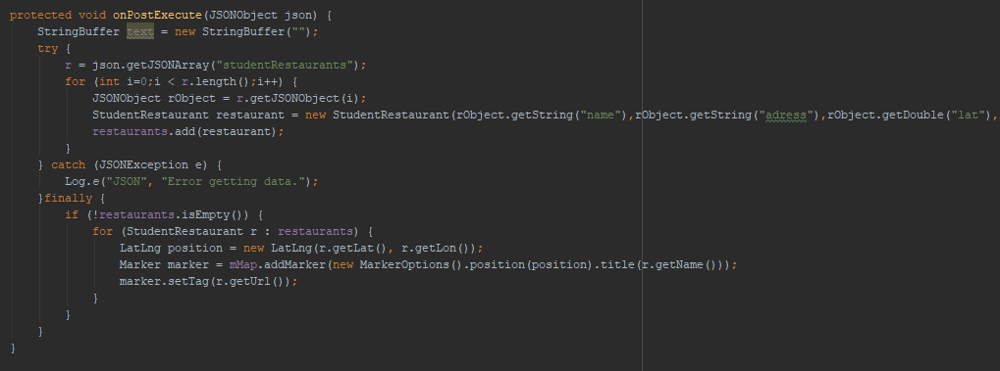 protected void onPostExecute(JSONObject json) {
    StringBuffer text = new StringBuffer("");
    try {
        r = json.getJSONArray("studentRestaurants");
        for (int i=0;i < r.length();i++) {
            JSONObject rObject = r.getJSONObject(i);
            StudentRestaurant restaurant = new StudentRestaurant(rObject.getString("name"),rObject.getString("adress"),rObject.getDouble("lat"),
            restaurants.add(restaurant);
        }
    } catch (JSONException e) {
        Log.e("JSON", "Error getting data.");
    }finally {
        if (!restaurants.isEmpty()) {
            for (StudentRestaurant r : restaurants) {
                LatLng position = new LatLng(r.getLat(), r.getLon());
                Marker marker = mMap.addMarker(new MarkerOptions().position(position).title(r.getName()));
                marker.setTag(r.getUrl());
            }
        }
    }
}